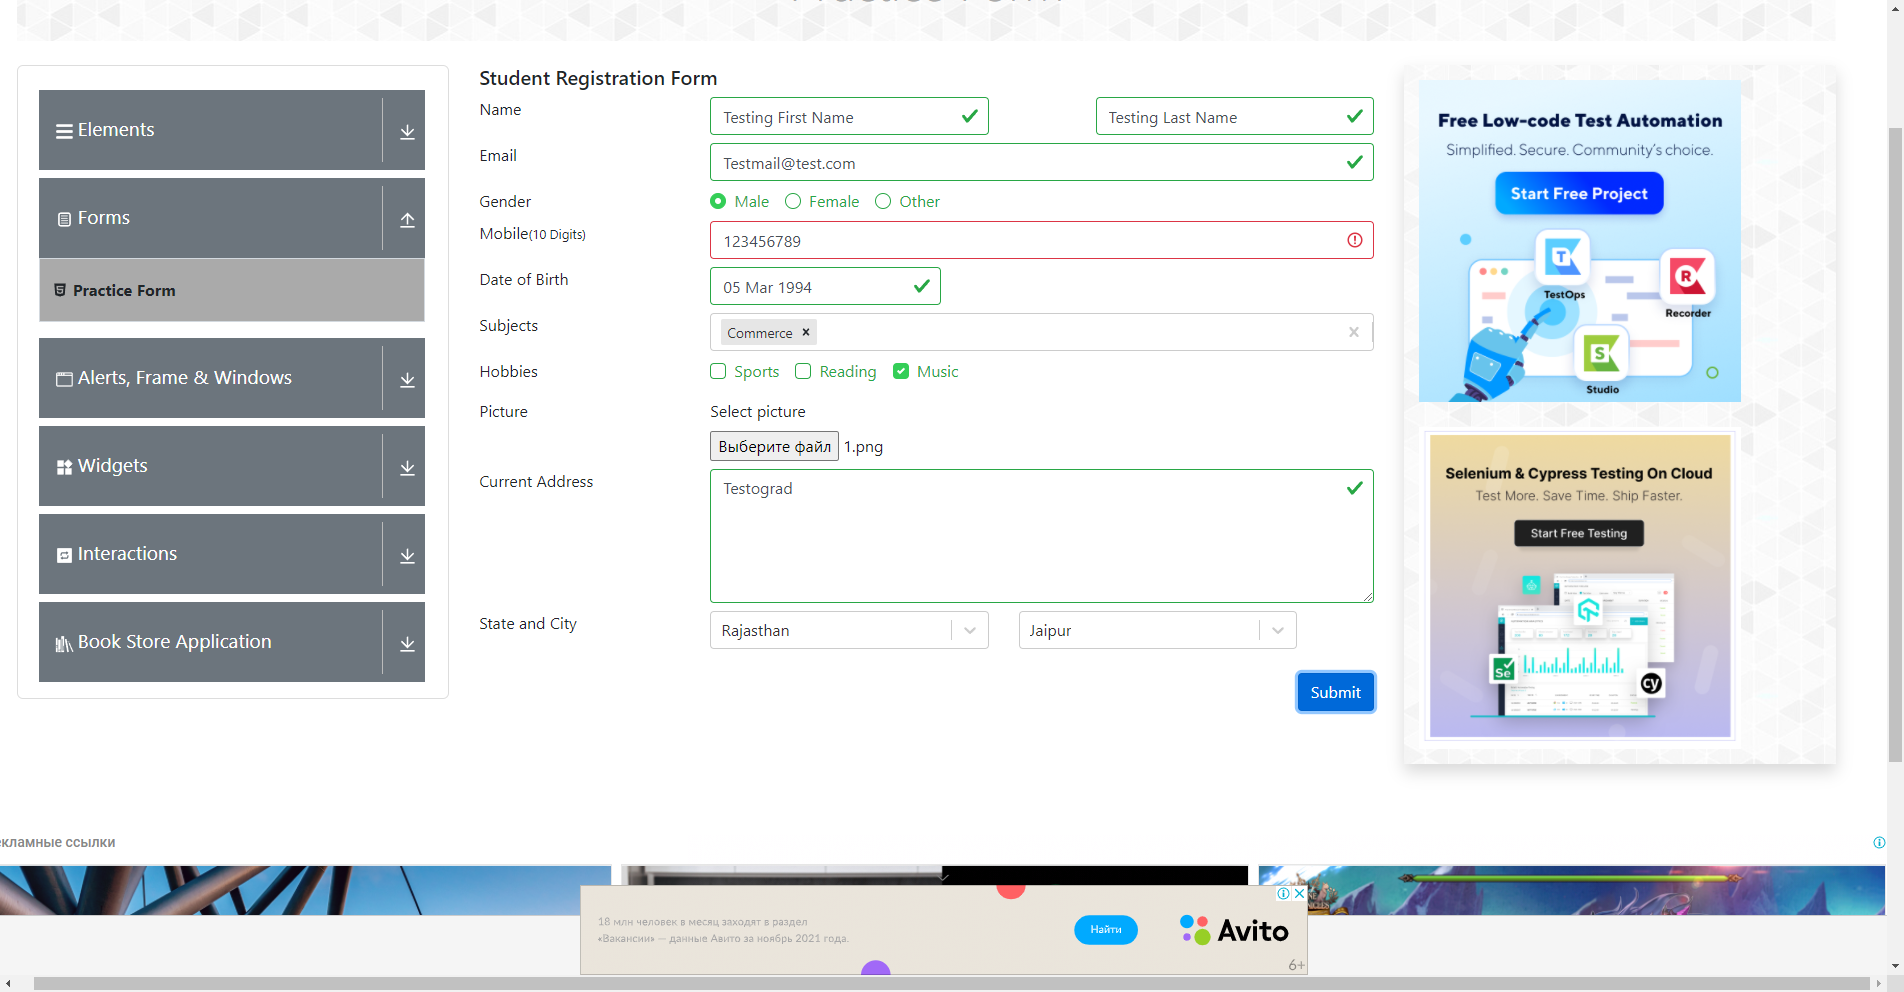 Elements
Forms
Practice Form
Alerts, Frame & Windows
Widgets
Interactions
Book Store Application
Student Registration Form
Name
Testing First Name
Testing Last Name
Email
Testmail@test.com
Gender
Male
Female
Other
Mobile(10 Digits)
123456789
Date of Birth
05 Mar 1994
Subjects
Commerce
Hobbies
Sports
Reading
Music
Picture
Select picture
Выберите файл 1.png
Current Address
Testograd
State and City
Rajasthan
Jaipur
Submit
Free Low-code Test Automation
Simplified. Secure. Community's choice.
Start Free Project
TestOps
Recorder
Studio
Selenium & Cypress Testing On Cloud
Test More. Save Time. Ship Faster.
Start Free Testing
Se
cy
кламные ссылки
18 млн человек в месяц заходят в раздел
«Вакансии» — данные Авито за ноябрь 2021 года.
Найти
Avito
6+